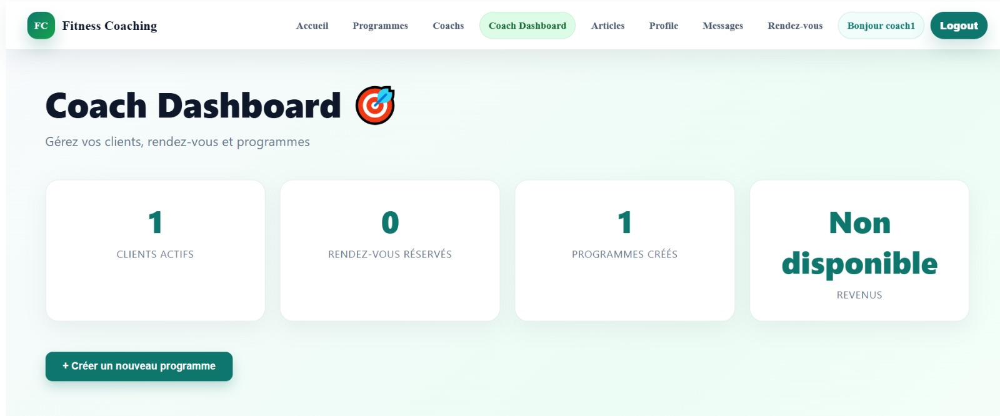 FC Fitness Coaching Accueil Programmes Coachs Coach Dashboard Articles Profile Messages Rendez-vous Bonjour coach1 Logout
Coach Dashboard
Gérez vos clients, rendez-vous et programmes
1
CLIENTS ACTIFS
0
RENDEZ-VOUS RÉSERVÉS
1
PROGRAMMES CRÉÉS
Non
disponible
REVENUS
+ Créer un nouveau programme